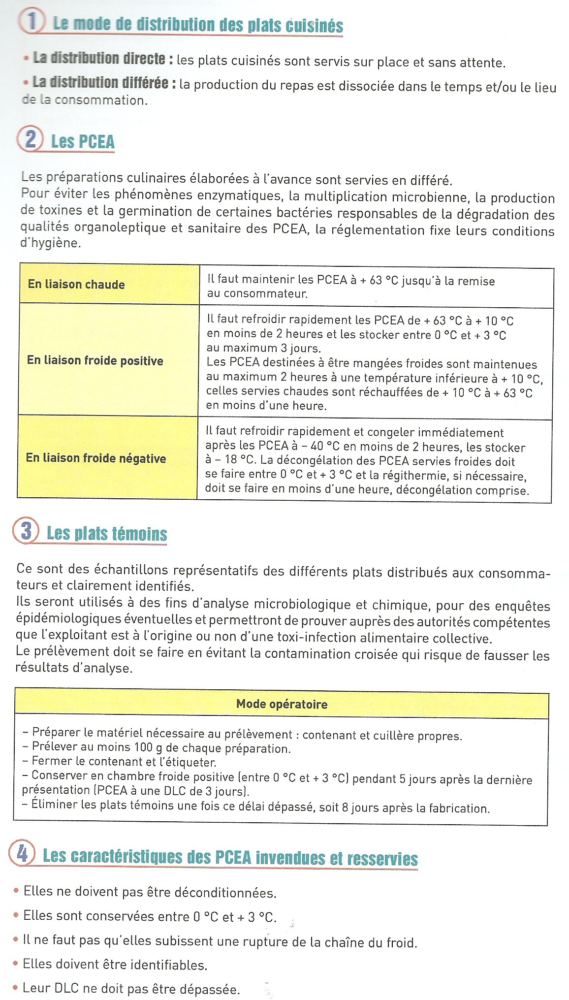 1 Le mode de distribution des plats cuisinés
• La distribution directe : les plats cuisinés sont servis sur place et sans attente.
• La distribution différée : la production du repas est dissociée dans le temps et/ou le lieu
de la consommation.
2 Les PCEA
Les préparations culinaires élaborées à l'avance sont servies en différé.
Pour éviter les phénomènes enzymatiques, la multiplication microbienne, la production
de toxines et la germination de certaines bactéries responsables de la dégradation des
qualités organoleptique et sanitaire des PCEA, la réglementation fixe leurs conditions
d'hygiène.
En liaison chaude
Il faut maintenir les PCEA à + 63 °C jusqu'à la remise
au consommateur.
En liaison froide positive
Il faut refroidir rapidement les PCEA de + 63 °C à + 10 °C
en moins de 2 heures et les stocker entre 0 °C et + 3 °C
au maximum 3 jours.
Les PCEA destinées à être mangées froides sont maintenues
au maximum 2 heures à une température inférieure à + 10 °C,
celles servies chaudes sont réchauffées de + 10 °C à + 63 °C
en moins d'une heure.
En liaison froide négative
Il faut refroidir rapidement et congeler immédiatement
après les PCEA à – 40 °C en moins de 2 heures, les stocker
à – 18 °C. La décongélation des PCEA servies froides doit
se faire entre 0 °C et + 3 °C et la régithermie, si nécessaire,
doit se faire en moins d'une heure, décongélation comprise.
3 Les plats témoins
Ce sont des échantillons représentatifs des différents plats distribués aux consomma-
teurs et clairement identifiés.
Ils seront utilisés à des fins d'analyse microbiologique et chimique, pour des enquêtes
épidémiologiques éventuelles et permettront de prouver auprès des autorités compétentes
que l'exploitant est à l'origine ou non d'une toxi-infection alimentaire collective.
Le prélèvement doit se faire en évitant la contamination croisée qui risque de fausser les
résultats d'analyse.
Mode opératoire
– Préparer le matériel nécessaire au prélèvement : contenant et cuillère propres.
– Prélever au moins 100 g de chaque préparation.
– Fermer le contenant et l'étiqueter.
– Conserver en chambre froide positive (entre 0 °C et + 3 °C) pendant 5 jours après la dernière
présentation (PCEA à une DLC de 3 jours).
– Éliminer les plats témoins une fois ce délai dépassé, soit 8 jours après la fabrication.
4 Les caractéristiques des PCEA invendues et resservies
• Elles ne doivent pas être déconditionnées.
• Elles sont conservées entre 0 °C et + 3 °C.
• Il ne faut pas qu'elles subissent une rupture de la chaîne du froid.
• Elles doivent être identifiables.
• Leur DLC ne doit pas être dépassée.